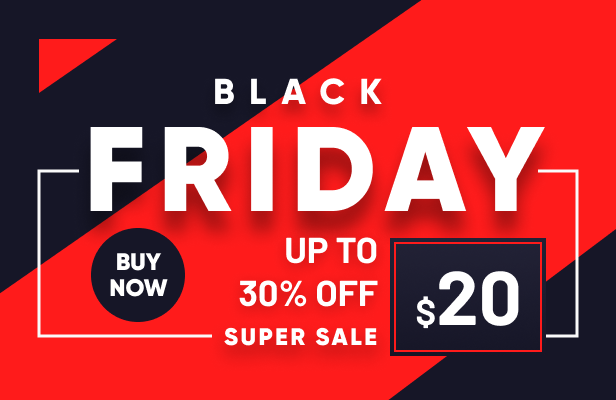 BLACK
FRIDAY
BUY
NOW
UP TO
30% OFF
SUPER SALE
$20